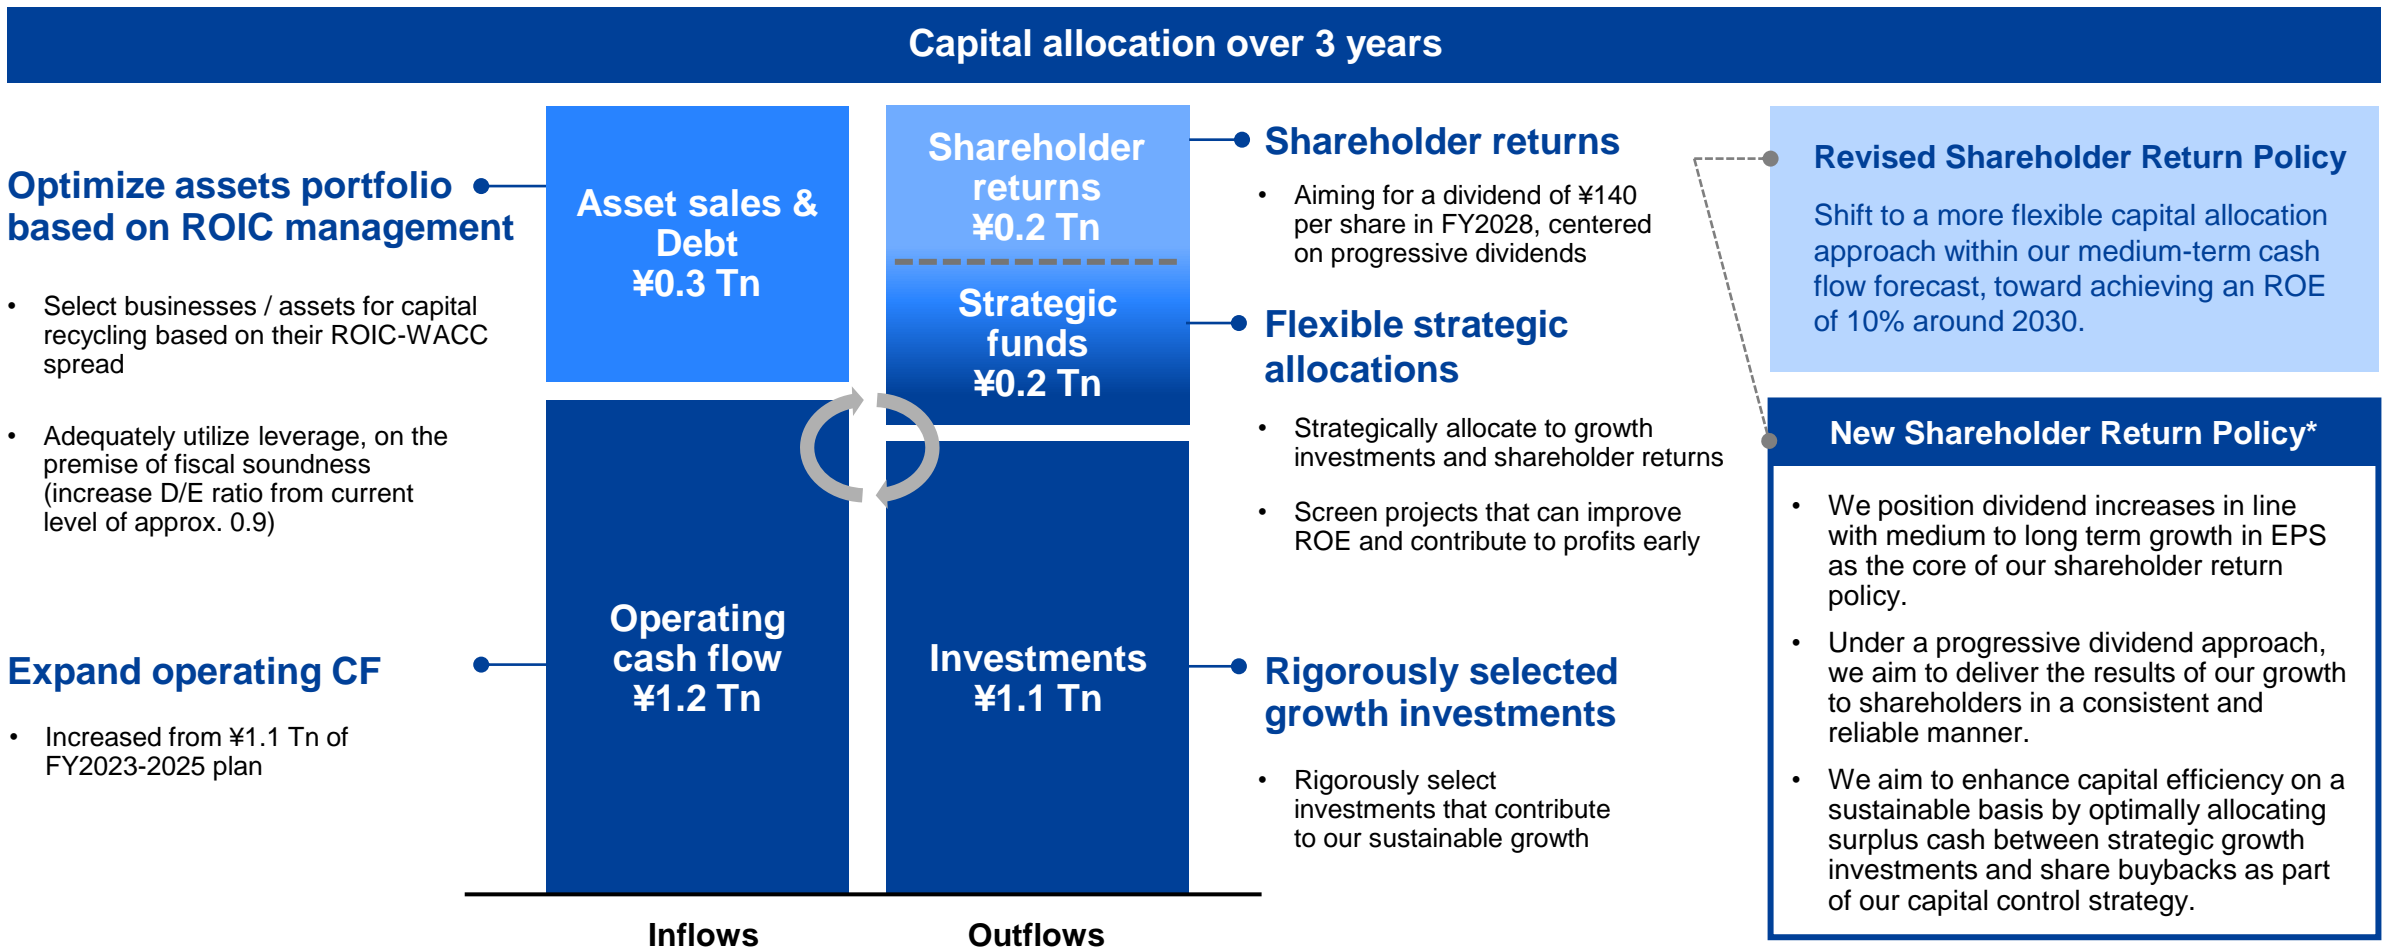 Capital allocation over 3 years
Optimize assets portfolio
based on ROIC management
• Select businesses / assets for capital
recycling based on their ROIC-WACC
spread
• Adequately utilize leverage, on the
premise of fiscal soundness
(increase D/E ratio from current
level of approx. 0.9)
Expand operating CF
• Increased from ¥1.1 Tn of
FY2023-2025 plan
Asset sales &
Debt
¥0.3 Tn
Operating
cash flow
¥1.2 Tn
Inflows
Shareholder
returns
¥0.2 Tn
Strategic
funds
¥0.2 Tn
Investments
¥1.1 Tn
Outflows
Shareholder returns
• Aiming for a dividend of ¥140
per share in FY2028, centered
on progressive dividends
Flexible strategic
allocations
• Strategically allocate to growth
investments and shareholder returns
• Screen projects that can improve
ROE and contribute to profits early
Rigorously selected
growth investments
• Rigorously select
investments that contribute
to our sustainable growth
Revised Shareholder Return Policy
Shift to a more flexible capital allocation
approach within our medium-term cash
flow forecast, toward achieving an ROE
of 10% around 2030.
New Shareholder Return Policy*
• We position dividend increases in line
with medium to long term growth in EPS
as the core of our shareholder return
policy.
• Under a progressive dividend approach,
we aim to deliver the results of our growth
to shareholders in a consistent and
reliable manner.
• We aim to enhance capital efficiency on a
sustainable basis by optimally allocating
surplus cash between strategic growth
investments and share buybacks as part
of our capital control strategy.